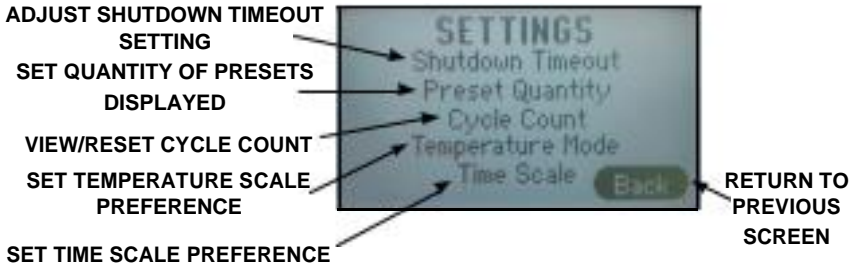 ADJUST SHUTDOWN TIMEOUT
SETTING
SET QUANTITY OF PRESETS
DISPLAYED
VIEW/RESET CYCLE COUNT
SET TEMPERATURE SCALE
PREFERENCE
SET TIME SCALE PREFERENCE
SETTINGS
Shutdown Timeout
Preset Quantity
Cycle Count
Temperature Mode
Time Scale
Back
RETURN TO
PREVIOUS
SCREEN